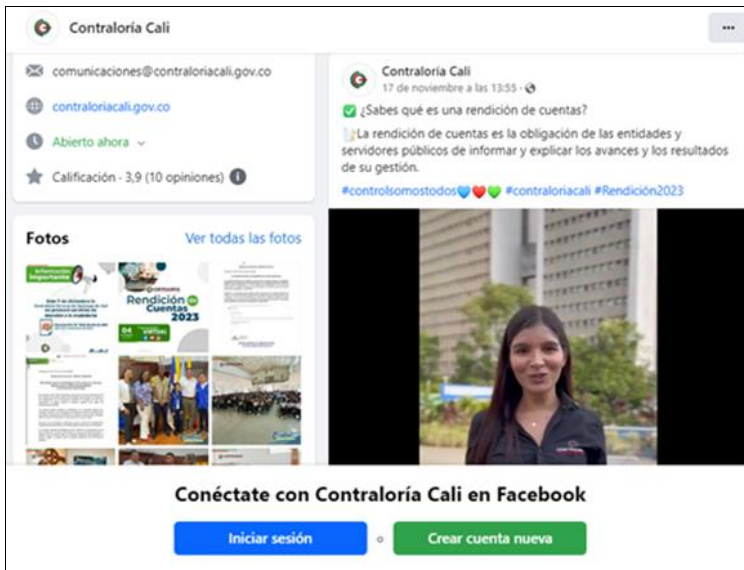 Contraloría Cali
comunicaciones@contraloriacali.gov.co
contraloriacali.gov.co
Abierto ahora
Calificación · 3,9 (10 opiniones)
Fotos
Ver todas las fotos
Información
importante
Rendición de
Cuentas
2023
04
VIRTUAL
Contraloría Cali
17 de noviembre a las 13:55 ·
✅ ¿Sabes qué es una rendición de cuentas?
📝La rendición de cuentas es la obligación de las entidades y
servidores públicos de informar y explicar los avances y los resultados
de su gestión.
#controlsomostodos💙❤️💚 #contraloriacali #Rendición2023
Conéctate con Contraloría Cali en Facebook
Iniciar sesión
o
Crear cuenta nueva